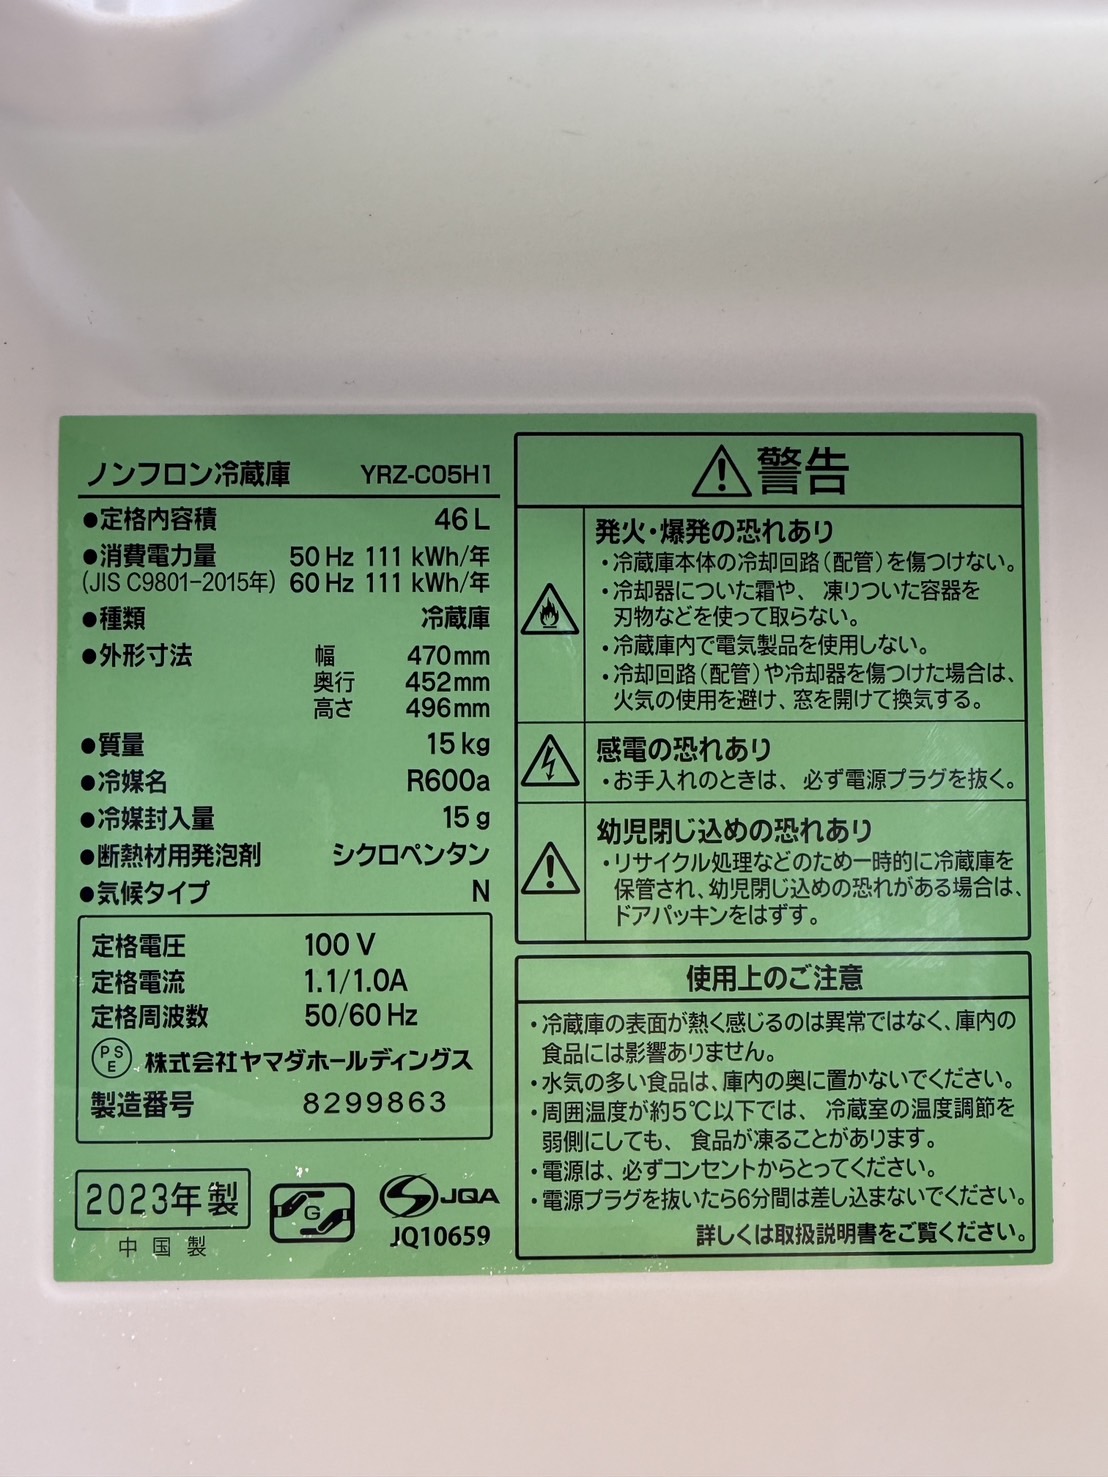 ノンフロン冷蔵庫 YRZ-C05H1
●定格内容積 46 L
●消費電力量 50 Hz 111 kWh/年
(JIS C9801-2015年) 60 Hz 111 kWh/年
●種類 冷蔵庫
●外形寸法 幅 470mm
奥行 452mm
高さ 496mm
●質量 15 kg
●冷媒名 R600a
●冷媒封入量 15 g
●断熱材用発泡剤 シクロペンタン
●気候タイプ N
定格電圧 100 V
定格電流 1.1/1.0A
定格周波数 50/60 Hz
PSE 株式会社ヤマダホールディングス
製造番号 8299863
2023年 製
中 国 製
G
JQA
JQ10659
警告
発火・爆発の恐れあり
・冷蔵庫本体の冷却回路(配管)を傷つけない。
・冷却器についた霜や、凍りついた容器を
刃物などを使って取らない。
・冷蔵庫内で電気製品を使用しない。
・冷却回路(配管)や冷却器を傷つけた場合は、
火気の使用を避け、窓を開けて換気する。
感電の恐れあり
・お手入れのときは、必ず電源プラグを抜く。
幼児閉じ込めの恐れあり
・リサイクル処理などのため一時的に冷蔵庫を
保管され、幼児閉じ込めの恐れがある場合は、
ドアパッキンをはずす。
使用上のご注意
・冷蔵庫の表面が熱く感じるのは異常ではなく、庫内の
食品には影響ありません。
・水気の多い食品は、庫内の奥に置かないでください。
・周囲温度が約5℃以下では、冷蔵室の温度調節を
弱側にしても、食品が凍ることがあります。
・電源は、必ずコンセントからとってください。
・電源プラグを抜いたら6分間は差し込まないでください。
詳しくは取扱説明書をご覧ください。